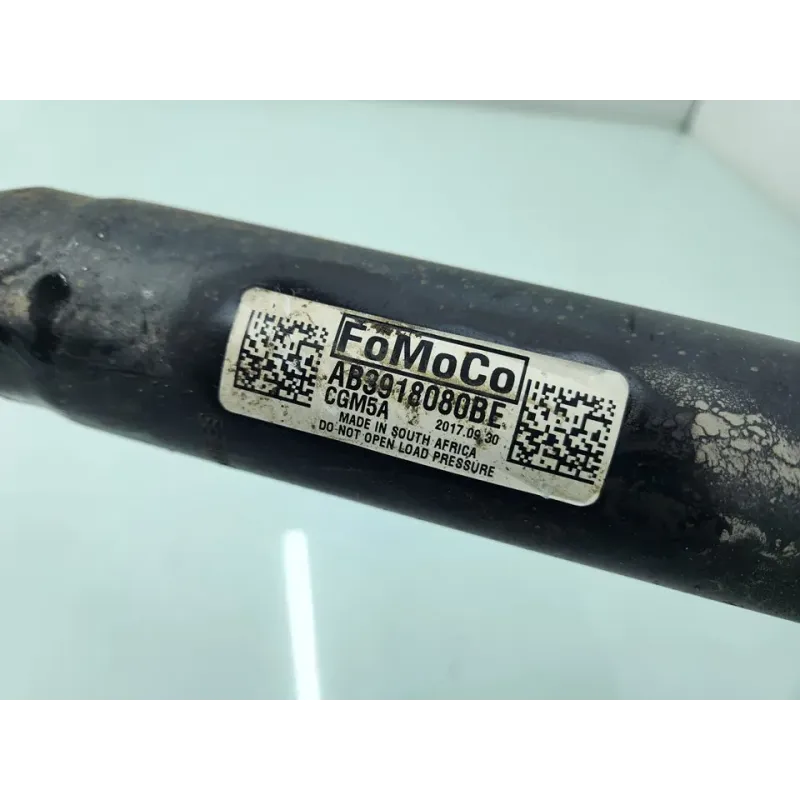 FoMoCo
AB3918080BE
CGM5A 2017.09.30
MADE IN SOUTH AFRICA
DO NOT OPEN LOAD PRESSURE